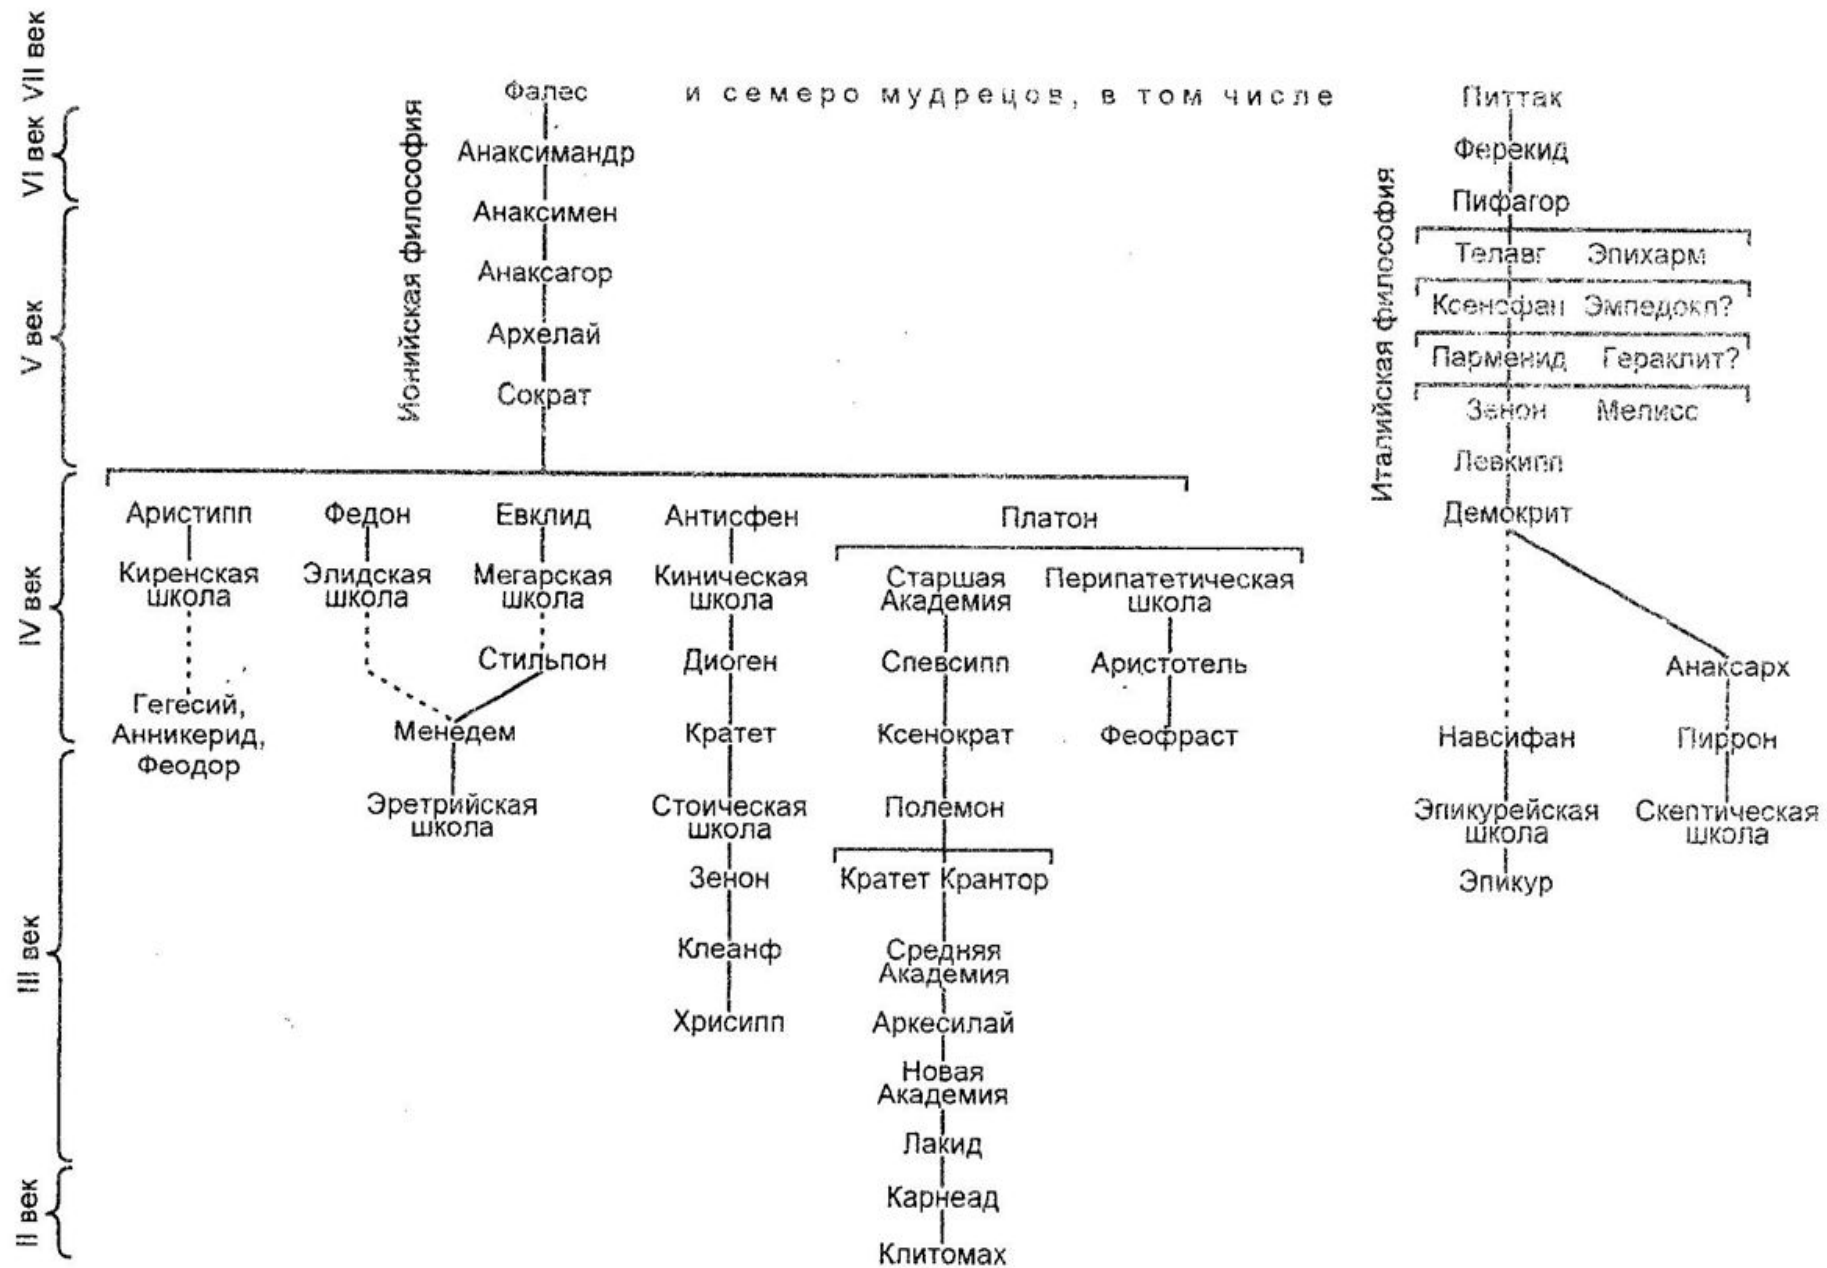 VII век
VI век
V век
IV век
III век
II век
Ионийская философия
Фалес и семеро мудрецов, в том числе Питтак
Анаксимандр
Анаксимен
Анаксагор
Архелай
Сократ
Италийская философия
Ферекид
Пифагор
Телавг Эпихарм
Ксенофан Эмпедокл?
Парменид Гераклит?
Зенон Мелисс
Левкипп
Демокрит
Аристипп
Киренская
школа
Гегесий,
Анникерид,
Феодор
Федон
Элидская
школа
Евклид
Мегарская
школа
Стильпон
Менедем
Эретрийская
школа
Антисфен
Киническая
школа
Диоген
Кратет
Стоическая
школа
Зенон
Клеанф
Хрисипп
Платон
Старшая
Академия
Спевсипп
Ксенократ
Полемон
Кратет Крантор
Средняя
Академия
Аркесилай
Новая
Академия
Лакид
Карнеад
Клитомах
Перипатетическая
школа
Аристотель
Феофраст
Навсифан
Эпикурейская
школа
Эпикур
Анаксарх
Пиррон
Скептическая
школа